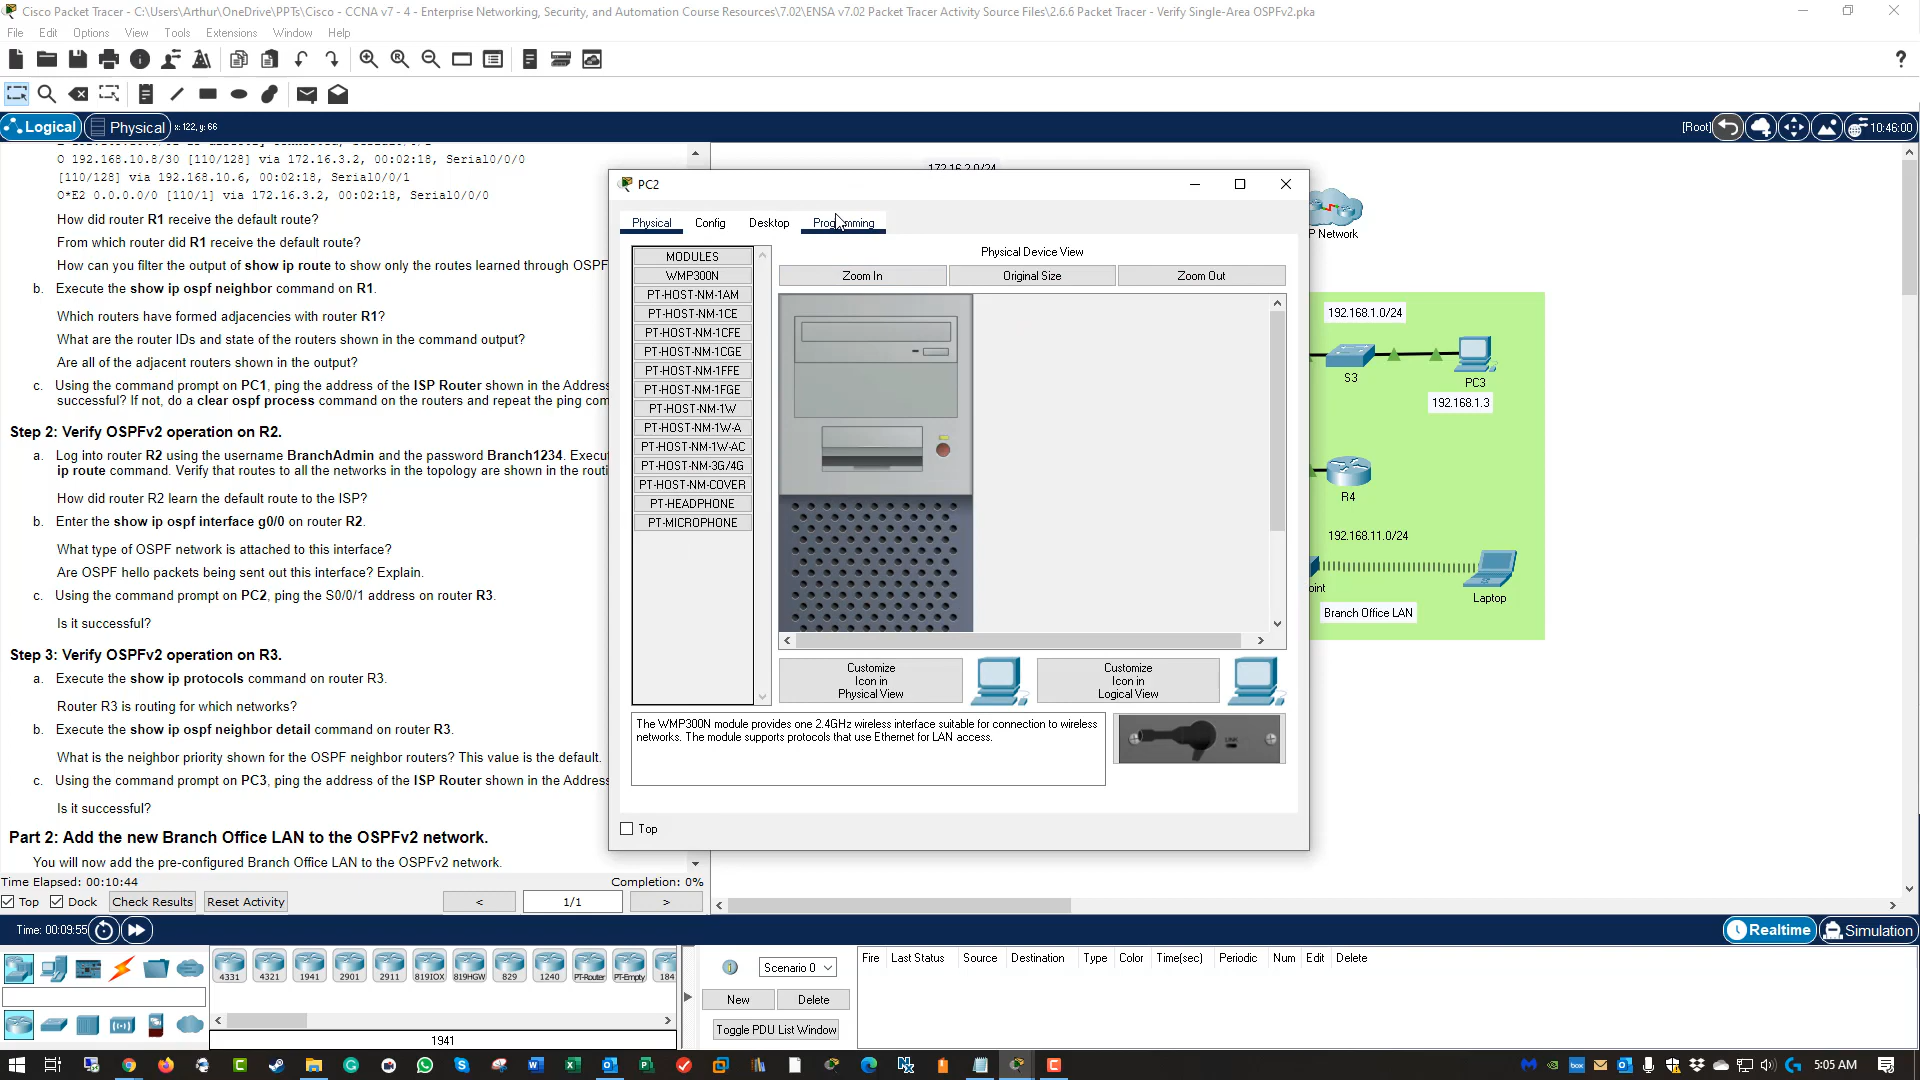 Cisco Packet Tracer - C:\Users\Arthur\OneDrive\PPTs\Cisco - CCNA v7 - 4 - Enterprise Networking, Security, and Automation Course Resources\7.02\ENSA v7.02 Packet Tracer Activity Source Files\2.6.6 Packet Tracer - Verify Single-Area OSPFv2.pka
File Edit Options View Tools Extensions Window Help
Logical Physical x: 122, y: 66 [Root] 10:46:00
O 192.168.10.8/30 [110/128] via 172.16.3.2, 00:02:18, Serial0/0/0
[110/128] via 192.168.10.6, 00:02:18, Serial0/0/1
O*E2 0.0.0.0/0 [110/1] via 172.16.3.2, 00:02:18, Serial0/0/0
How did router R1 receive the default route?
From which router did R1 receive the default route?
How can you filter the output of show ip route to show only the routes learned through OSPF
b. Execute the show ip ospf neighbor command on R1.
Which routers have formed adjacencies with router R1?
What are the router IDs and state of the routers shown in the command output?
Are all of the adjacent routers shown in the output?
c. Using the command prompt on PC1, ping the address of the ISP Router shown in the Address
successful? If not, do a clear ospf process command on the routers and repeat the ping com
Step 2: Verify OSPFv2 operation on R2.
a. Log into router R2 using the username BranchAdmin and the password Branch1234. Execu
ip route command. Verify that routes to all the networks in the topology are shown in the routi
How did router R2 learn the default route to the ISP?
b. Enter the show ip ospf interface g0/0 on router R2.
What type of OSPF network is attached to this interface?
Are OSPF hello packets being sent out this interface? Explain.
c. Using the command prompt on PC2, ping the S0/0/1 address on router R3.
Is it successful?
Step 3: Verify OSPFv2 operation on R3.
a. Execute the show ip protocols command on router R3.
Router R3 is routing for which networks?
b. Execute the show ip ospf neighbor detail command on router R3.
What is the neighbor priority shown for the OSPF neighbor routers? This value is the default.
c. Using the command prompt on PC3, ping the address of the ISP Router shown in the Address
Is it successful?
Part 2: Add the new Branch Office LAN to the OSPFv2 network.
You will now add the pre-configured Branch Office LAN to the OSPFv2 network.
Time Elapsed: 00:10:44 Completion: 0%
Top Dock Check Results Reset Activity < 1/1 >
172.16.2.0/24
PC2
Physical Config Desktop Programming
MODULES
WMP300N
PT-HOST-NM-1AM
PT-HOST-NM-1CE
PT-HOST-NM-1CFE
PT-HOST-NM-1CGE
PT-HOST-NM-1FFE
PT-HOST-NM-1FGE
PT-HOST-NM-1W
PT-HOST-NM-1W-A
PT-HOST-NM-1W-AC
PT-HOST-NM-3G/4G
PT-HOST-NM-COVER
PT-HEADPHONE
PT-MICROPHONE
Physical Device View
Zoom In Original Size Zoom Out
Customize
Icon in
Physical View
Customize
Icon in
Logical View
The WMP300N module provides one 2.4GHz wireless interface suitable for connection to wireless
networks. The module supports protocols that use Ethernet for LAN access.
LINK
Top
P Network
192.168.1.0/24
S3
PC3
192.168.1.3
R4
192.168.11.0/24
oint
Laptop
Branch Office LAN
Time: 00:09:55 Realtime Simulation
4331 4321 1941 2901 2911 819IOX 819HGW 829 1240 PT-Router PT-Empty 184
1941
Scenario 0
New Delete
Toggle PDU List Window
Fire Last Status Source Destination Type Color Time(sec) Periodic Num Edit Delete
5:05 AM